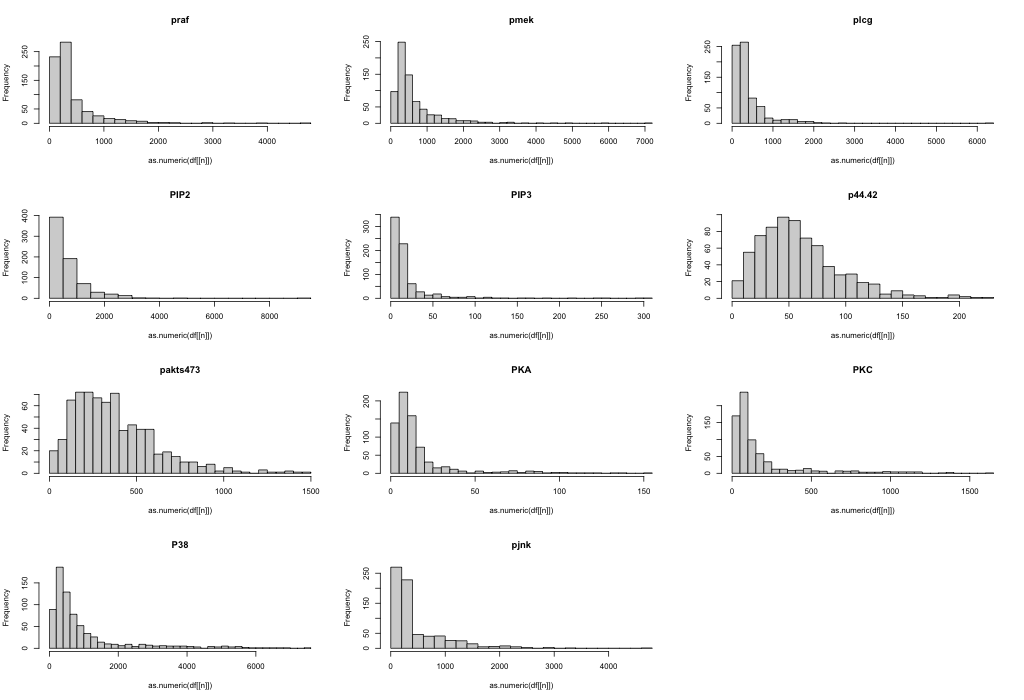 praf
pmek
plcg
Frequency
0 50 150 250
0 1000 2000 3000 4000
as.numeric(df[[n]])
Frequency
0 50 150 250
0 1000 2000 3000 4000 5000 6000 7000
as.numeric(df[[n]])
Frequency
0 50 150 250
0 1000 2000 3000 4000 5000 6000
as.numeric(df[[n]])
PIP2
PIP3
p44.42
Frequency
0 100 200 300 400
0 2000 4000 6000 8000
as.numeric(df[[n]])
Frequency
0 100 200 300
0 50 100 150 200 250 300
as.numeric(df[[n]])
Frequency
0 20 40 60 80
0 50 100 150 200
as.numeric(df[[n]])
pakts473
PKA
PKC
Frequency
0 20 40 60
0 500 1000 1500
as.numeric(df[[n]])
Frequency
0 50 100 200
0 50 100 150
as.numeric(df[[n]])
Frequency
0 50 150
0 500 1000 1500
as.numeric(df[[n]])
P38
pjnk
Frequency
0 50 100 150
0 2000 4000 6000
as.numeric(df[[n]])
Frequency
0 50 150 250
0 1000 2000 3000 4000
as.numeric(df[[n]])